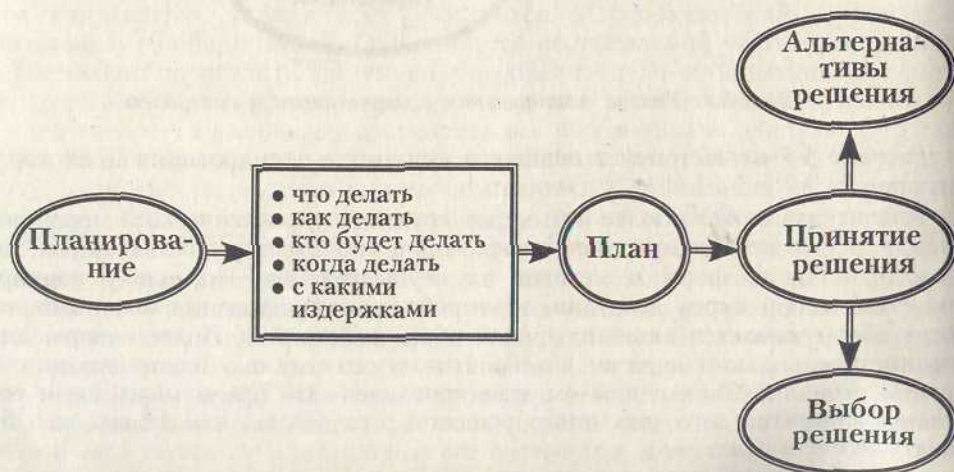 Планирова-
ние
• что делать
• как делать
• кто будет делать
• когда делать
• с какими
издержками
План
Альтерна-
тивы
решения
Принятие
решения
Выбор
решения